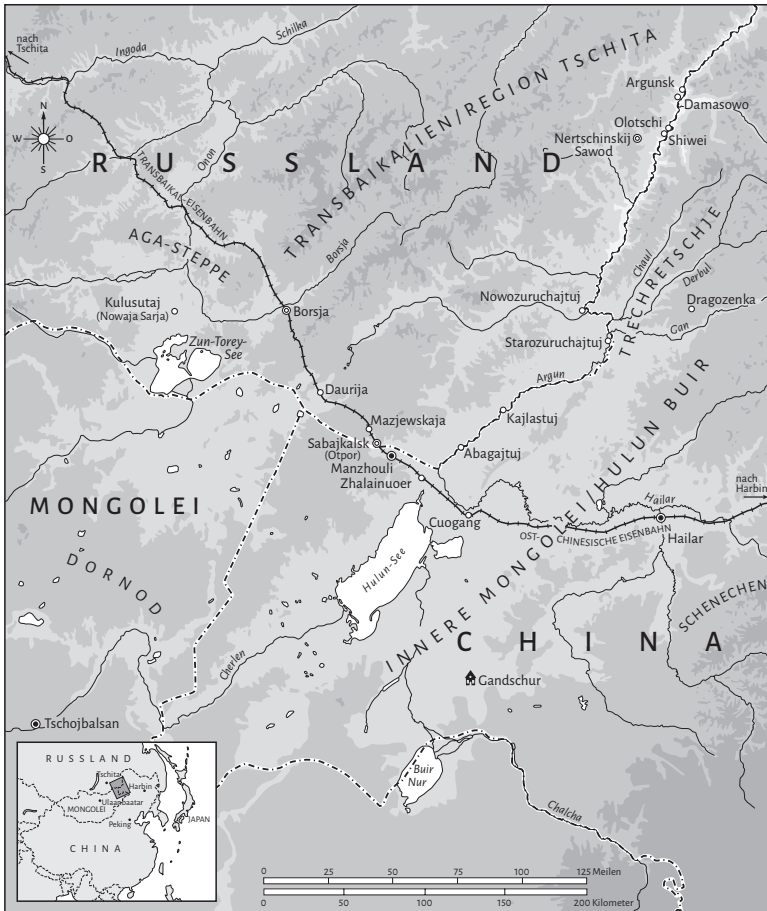 nach
Tschita
Ingoda
Schilka
N
W
O
S
Onon
TRANSBAIKAL-EISENBAHN
RUSSLAND
TRANSBAIKALIEN/REGION TSCHITA
Argunsk
Damasowo
Olotschi
Nertschinskij
Sawod
Shiwei
AGA-STEPPE
Borsja
Chaul
Derbul
TRECHRETSCHJE
Kulusutaj
(Nowaja Sarja)
Borsja
Nowozuruchajtuj
Dragozenka
Zun-Torey-
See
Starozuruchajtuj
Gan
Argun
Daurija
Kajlastuj
Mazjewskaja
Sabajkalsk
(Otpor)
Abagajtuj
Manzhouli
Zhalainuoer
MONGOLEI
nach
Harbin
Hailar
Cuogang
OST-CHINESISCHE EISENBAHN
Hailar
INNERE MONGOLEI/HULUN BUIR
DORNOD
Hulun-See
SCHENECHEN
Cherlen
CHINA
Gandschur
Tschojbalsan
Buir
Nur
Chalcha
RUSSLAND
Tschita
Harbin
Ulaanbaatar
MONGOLEI
Peking
JAPAN
CHINA
0 25 50 75 100 125 Meilen
0 50 100 150 200 Kilometer